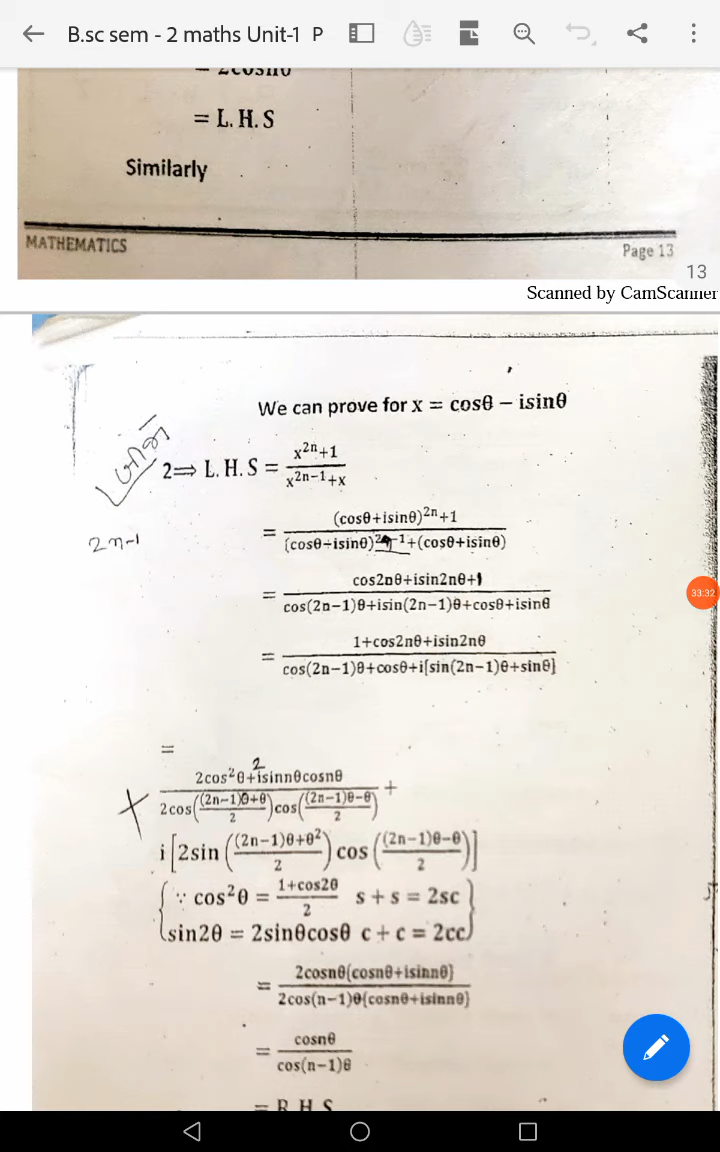 B.sc sem - 2 maths Unit-1 P
= 2cosnθ
= L.H.S
Similarly
MATHEMATICS
Page 13
13
Scanned by CamScanner
We can prove for x = cosθ − isinθ
2⇒ L.H.S = (x²ⁿ+1)/(x²ⁿ⁻¹+x)
2n-1
= ((cosθ+isinθ)²ⁿ+1)/((cosθ+isinθ)²ⁿ⁻¹+(cosθ+isinθ))
33:32
= (cos2nθ+isin2nθ+1)/(cos(2n−1)θ+isin(2n−1)θ+cosθ+isinθ)
= (1+cos2nθ+isin2nθ)/(cos(2n−1)θ+cosθ+i[sin(2n−1)θ+sinθ])
=
2
(2cos²θ+isinnθcosnθ)/(2cos(((2n−1)θ+θ)/2)cos(((2n−1)θ−θ)/2)) +
i[2sin(((2n−1)θ+θ²)/2) cos(((2n−1)θ−θ)/2)]
{∵ cos²θ = (1+cos2θ)/2 s + s = 2sc
sin2θ = 2sinθcosθ c + c = 2cc}
= (2cosnθ(cosnθ+isinnθ))/(2cos(n−1)θ(cosnθ+isinnθ))
= cosnθ/cos(n−1)θ
= R.H.S